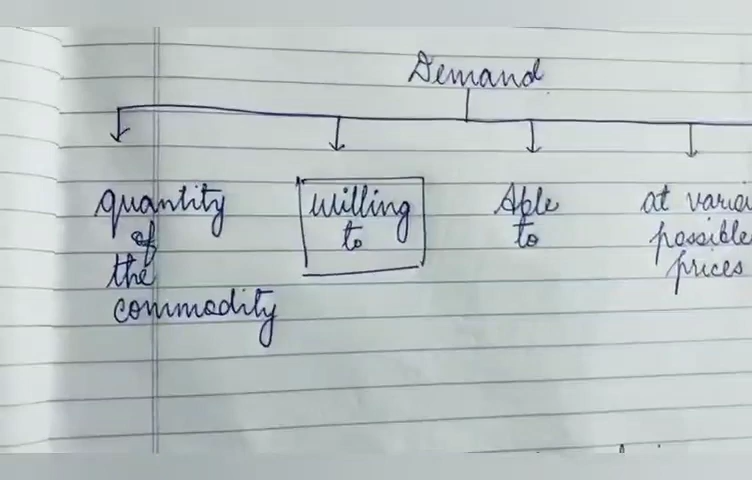 Demand
quantity
of
the
commodity
willing
to
Able
to
at
possible
prices